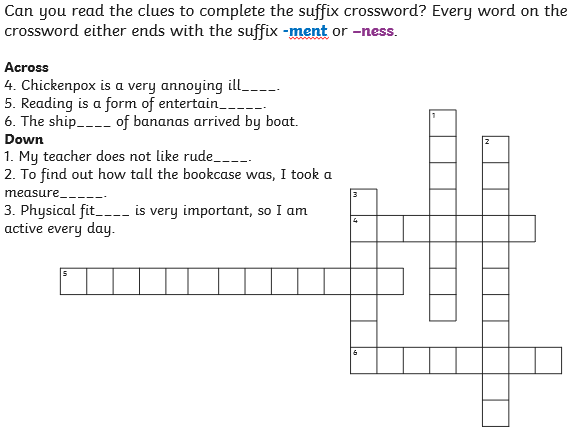 Can you read the clues to complete the suffix crossword? Every word on the
crossword either ends with the suffix -ment or –ness.
Across
4. Chickenpox is a very annoying ill____.
5. Reading is a form of entertain_____.
6. The ship____ of bananas arrived by boat.
Down
1. My teacher does not like rude____.
2. To find out how tall the bookcase was, I took a
measure_____.
3. Physical fit____ is very important, so I am
active every day.
1
2
3
4
5
6